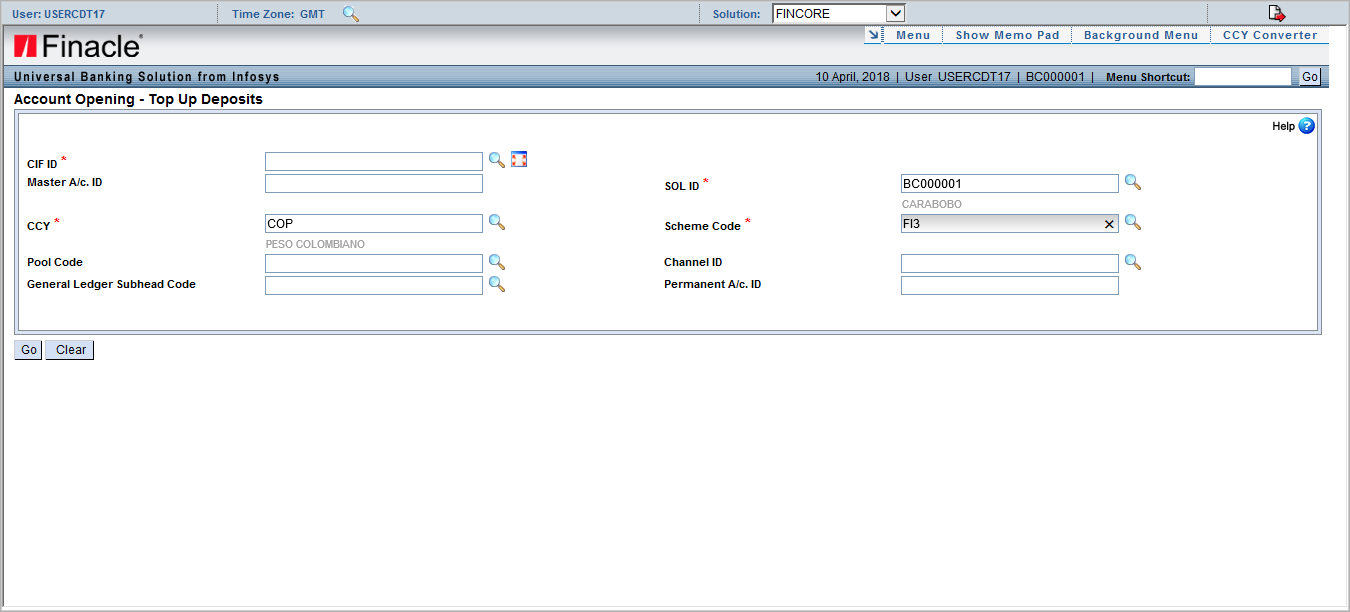 User: USERCDT17 Time Zone: GMT Solution: FINCORE
Finacle
Menu Show Memo Pad Background Menu CCY Converter
Universal Banking Solution from Infosys 10 April, 2018 | User USERCDT17 | BC000001 | Menu Shortcut: Go
Account Opening - Top Up Deposits
Help ?
CIF ID *
Master A/c. ID SOL ID * BC000001
CARABOBO
CCY * COP Scheme Code * FI3
PESO COLOMBIANO
Pool Code Channel ID
General Ledger Subhead Code Permanent A/c. ID
Go Clear